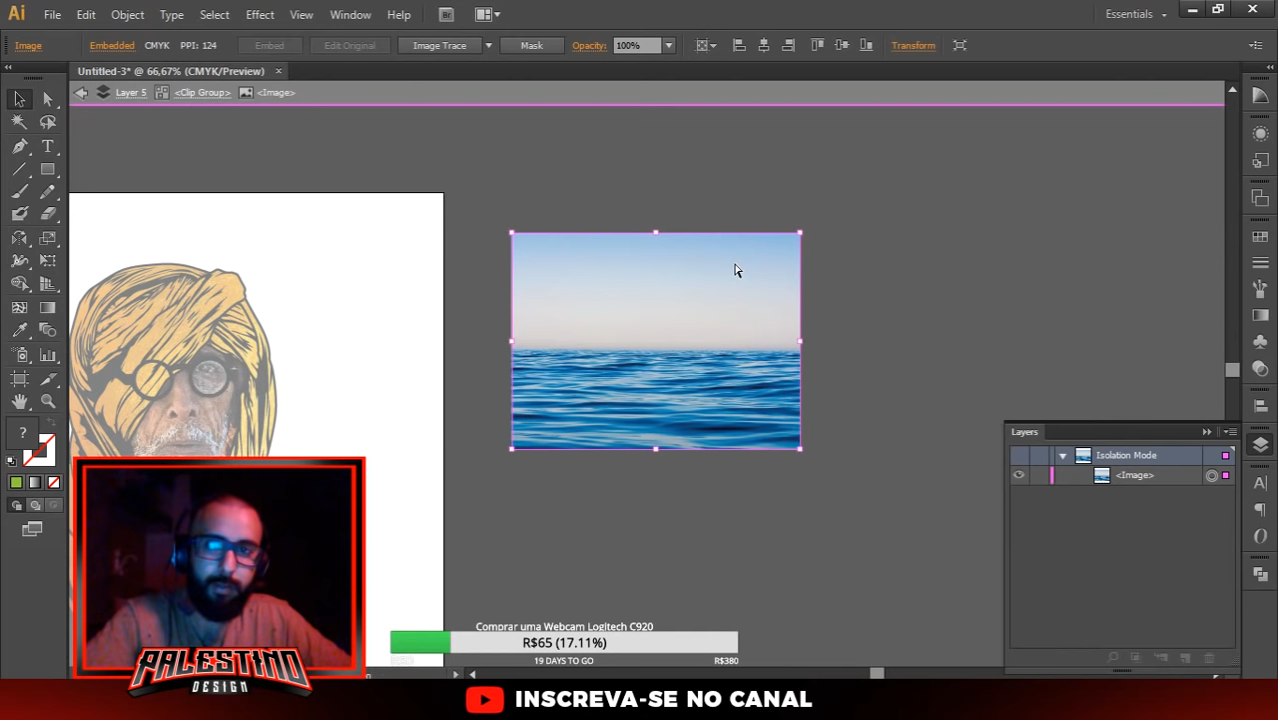 Ai File Edit Object Type Select Effect View Window Help Br Essentials
Image Embedded CMYK PPI: 124 Embed Edit Original Image Trace Mask Opacity: 100% Transform
Untitled-3* @ 66,67% (CMYK/Preview)
Layer 5 <Clip Group> <Image>
Layers
Isolation Mode
<Image>
?
Comprar uma Webcam Logitech C920
R$65 (17.11%)
19 DAYS TO GO R$380
PALESTINO
DESIGN
INSCREVA-SE NO CANAL